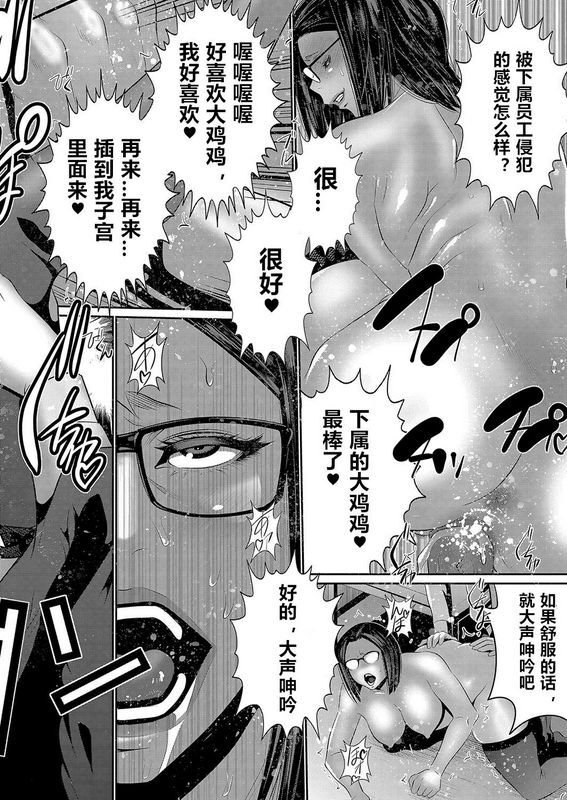 被下属员工侵犯
的感觉怎么样？
很…
很好♥
喔喔喔喔
好喜欢大鸡鸡，
我好喜欢♥
再来…再来…
插到我子宫
里面来♥
下属的大鸡鸡
最棒了♥
如果舒服的话，
就大声呻吟吧
好的，大声呻吟